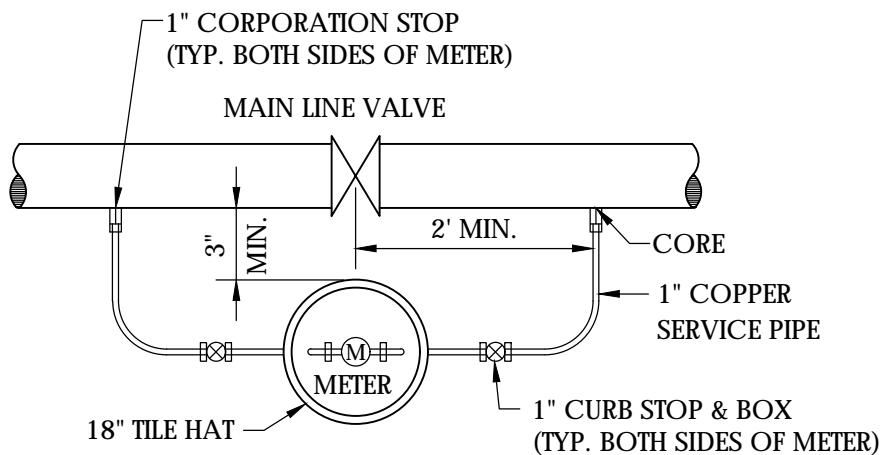 1" CORPORATION STOP
(TYP. BOTH SIDES OF METER)
MAIN LINE VALVE
3"
MIN.
2' MIN.
CORE
1" COPPER
SERVICE PIPE
M
METER
18" TILE HAT
1" CURB STOP & BOX
(TYP. BOTH SIDES OF METER)